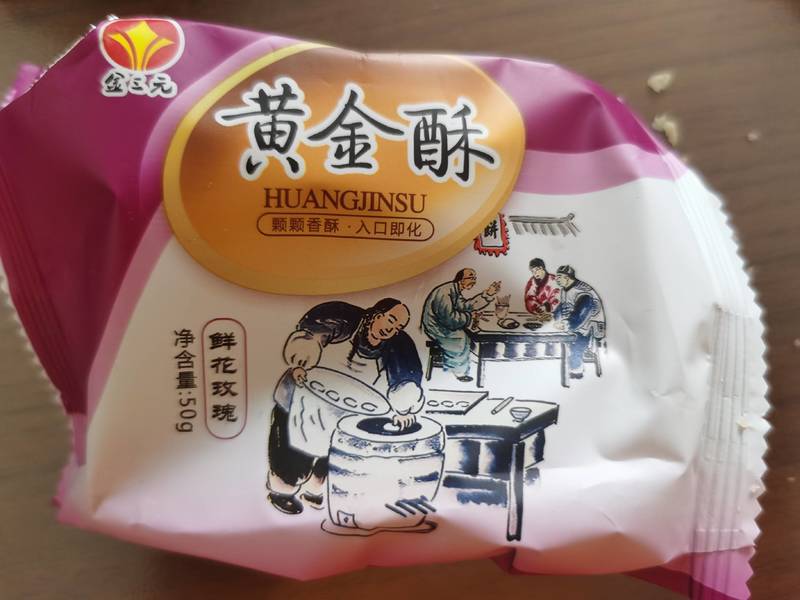 金三元
黄金酥
HUANGJINSU
颗颗香酥·入口即化
餅
鲜花玫瑰
净含量:50g